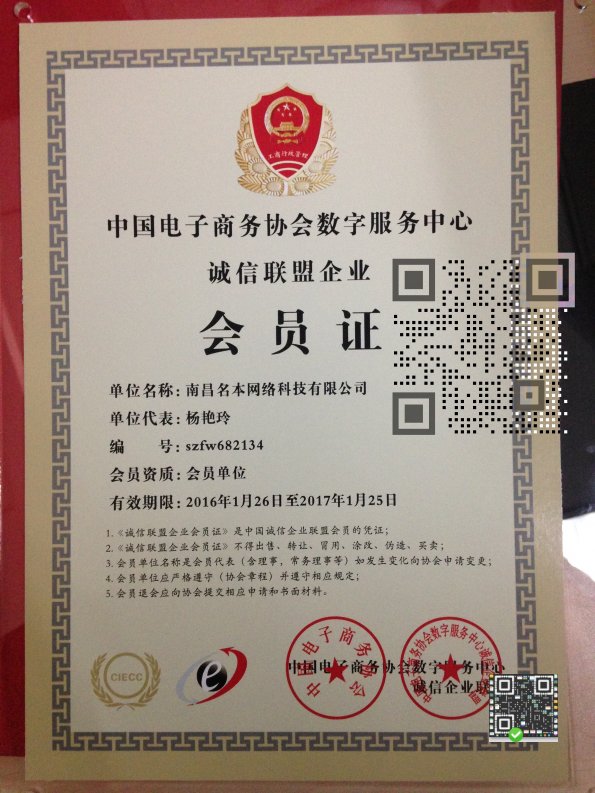 工商行政管理
中国电子商务协会数字服务中心
诚信联盟企业
会员证
单位名称: 南昌名本网络科技有限公司
单位代表: 杨艳玲
编 号: szfw682134
会员资质: 会员单位
有效期限: 2016年1月26日至2017年1月25日
1.《诚信联盟企业会员证》是中国诚信企业联盟会员的凭证;
2.《诚信联盟企业会员证》不得出售、转让、冒用、涂改、伪造、买卖;
3. 会员单位名称是会员代表(含理事, 常务理事等)如发生变化向协会申请变更;
4. 会员单位应严格遵守(协会章程)并遵守相应规定;
5. 会员退会应向协会提交相应申请和书面材料。
CIECC
中国电子商务协会
中国电子商务协会数字服务中心
诚信企业联